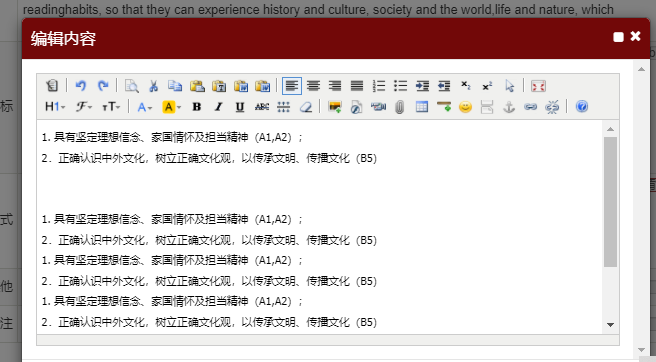 readinghabits, so that they can experience history and culture, society and the world,life and nature, which
编辑内容
标
H1 F TT A A B I U ABC
1. 具有坚定理想信念、家国情怀及担当精神（A1,A2）;
2. 正确认识中外文化，树立正确文化观，以传承文明、传播文化（B5）
式
1. 具有坚定理想信念、家国情怀及担当精神（A1,A2）;
2. 正确认识中外文化，树立正确文化观，以传承文明、传播文化（B5）
1. 具有坚定理想信念、家国情怀及担当精神（A1,A2）;
2. 正确认识中外文化，树立正确文化观，以传承文明、传播文化（B5）
他
1. 具有坚定理想信念、家国情怀及担当精神（A1,A2）;
2. 正确认识中外文化，树立正确文化观，以传承文明、传播文化（B5）
注